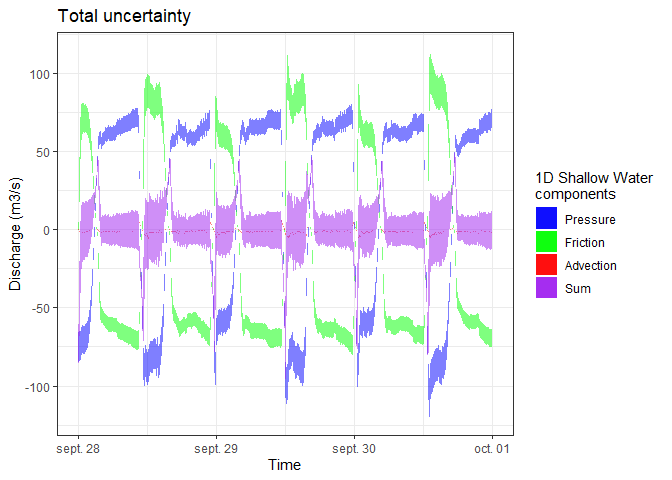 Total uncertainty
Discharge (m3/s)
100
50
0
-50
-100
sept. 28
sept. 29
sept. 30
oct. 01
Time
1D Shallow Water
components
Pressure
Friction
Advection
Sum